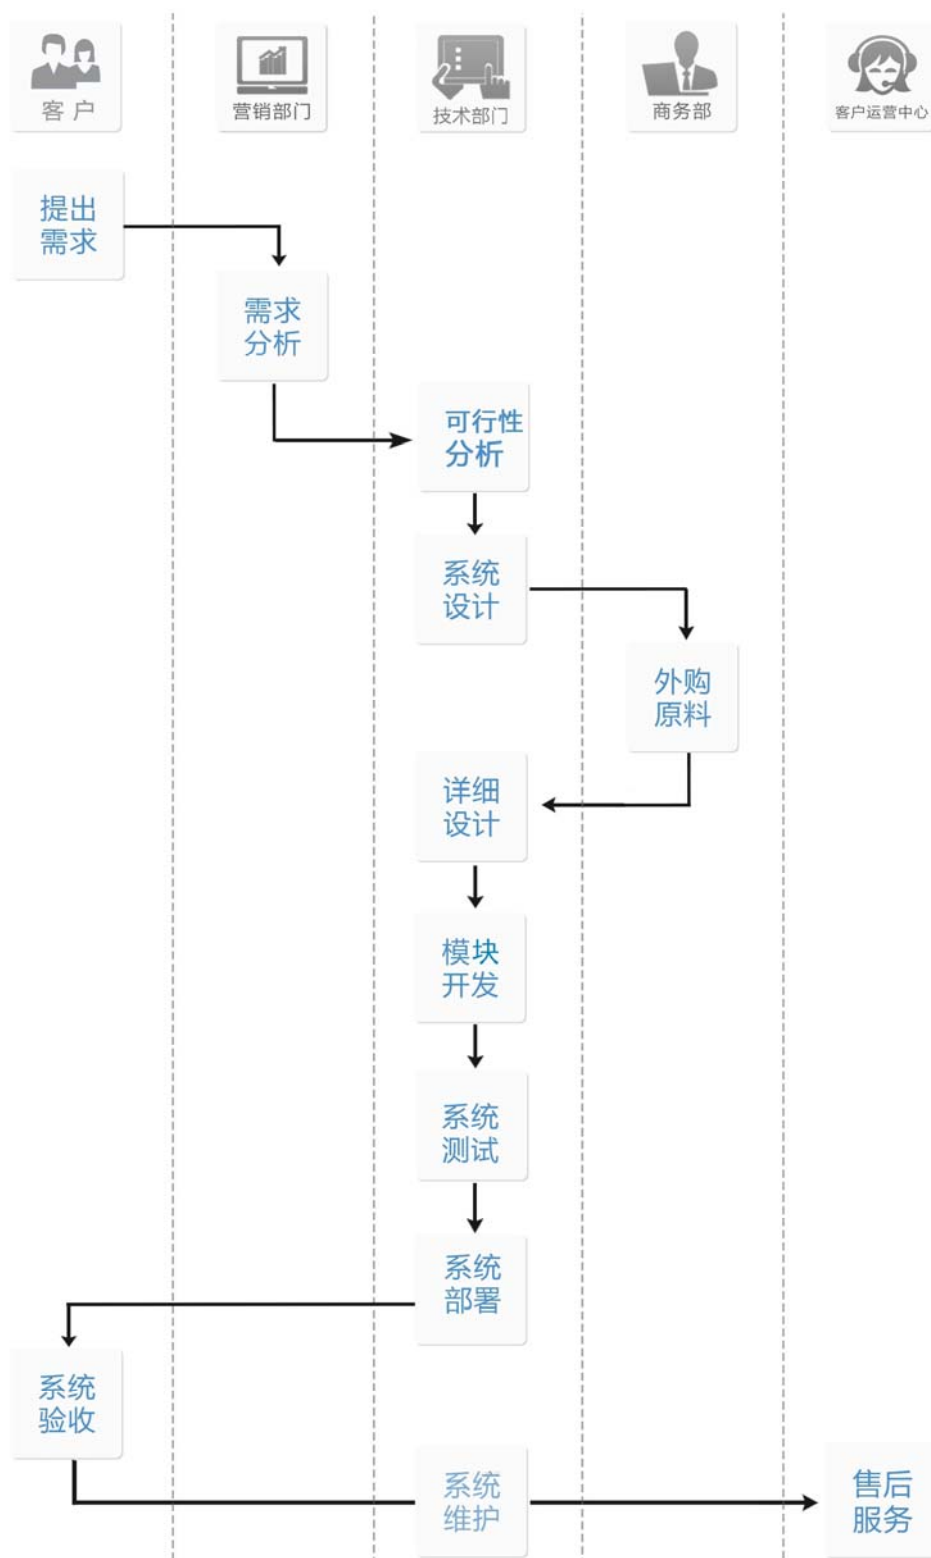 客 户
营销部门
技术部门
商务部
客户运营中心
提出
需求
需求
分析
可行性
分析
系统
设计
外购
原料
详细
设计
模块
开发
系统
测试
系统
部署
系统
验收
系统
维护
售后
服务